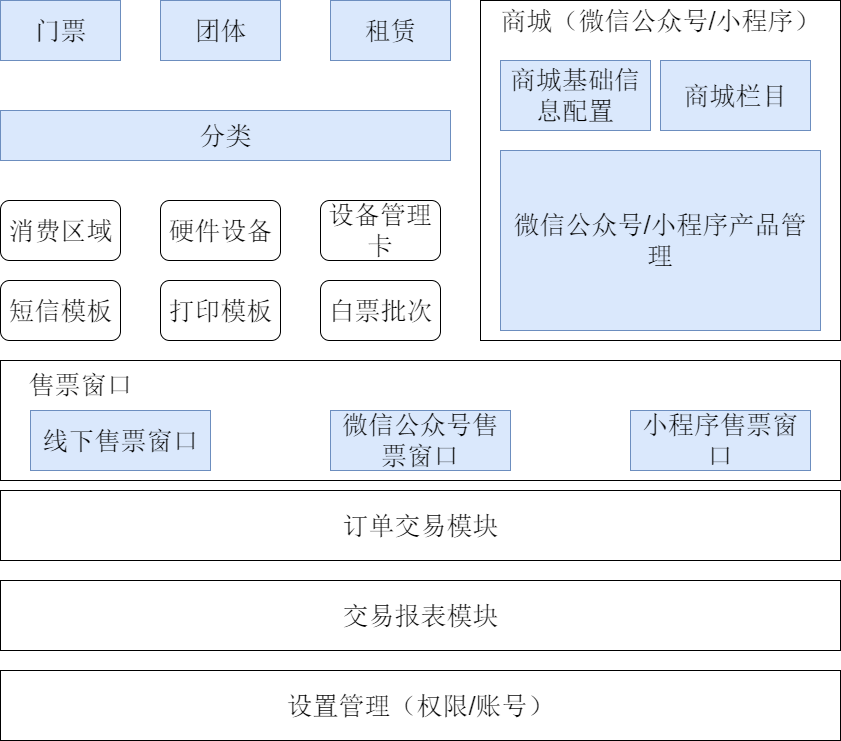 门票
团体
租赁
分类
消费区域
硬件设备
设备管理
卡
短信模板
打印模板
白票批次
商城（微信公众号/小程序）
商城基础信
息配置
商城栏目
微信公众号/小程序产品管
理
售票窗口
线下售票窗口
微信公众号售
票窗口
小程序售票窗
口
订单交易模块
交易报表模块
设置管理（权限/账号）